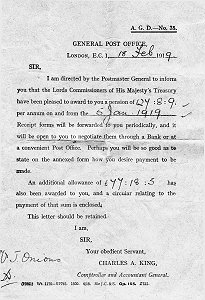 A. G. D.—No. 38.
GENERAL POST OFFICE,
LONDON, E.C. 1, 18 Feb 1919
SIR,
I am directed by the Postmaster General to inform
you that the Lords Commissioners of His Majesty's Treasury
have been pleased to award you a pension of £
per annum on and from the 6 Jan. 1919
Receipt forms will be forwarded to you periodically, and it
will be open to you to negotiate them through a Bank or at
a convenient Post Office. Perhaps you will be so good as to
state on the annexed form how you desire payment to be
made.
An additional allowance of £77:18:5 has
also been awarded to you, and a circular relating to the
payment of that sum is enclosed.
This letter should be retained.
I am,
SIR,
Your obedient Servant,
CHARLES A. KING,
Comptroller and Accountant General.
Onions